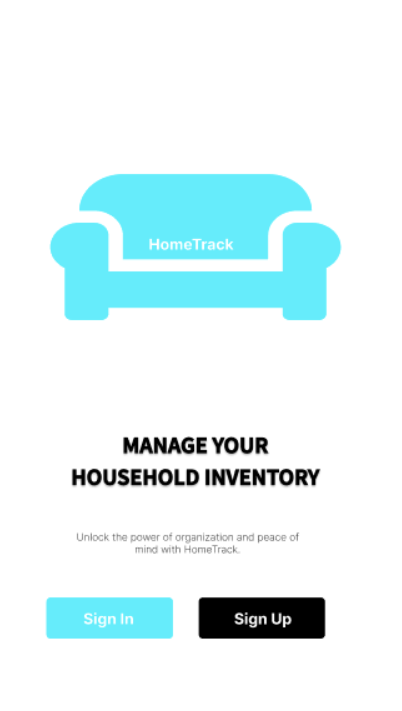 HomeTrack
MANAGE YOUR
HOUSEHOLD INVENTORY
Unlock the power of organization and peace of
mind with HomeTrack.
Sign In
Sign Up